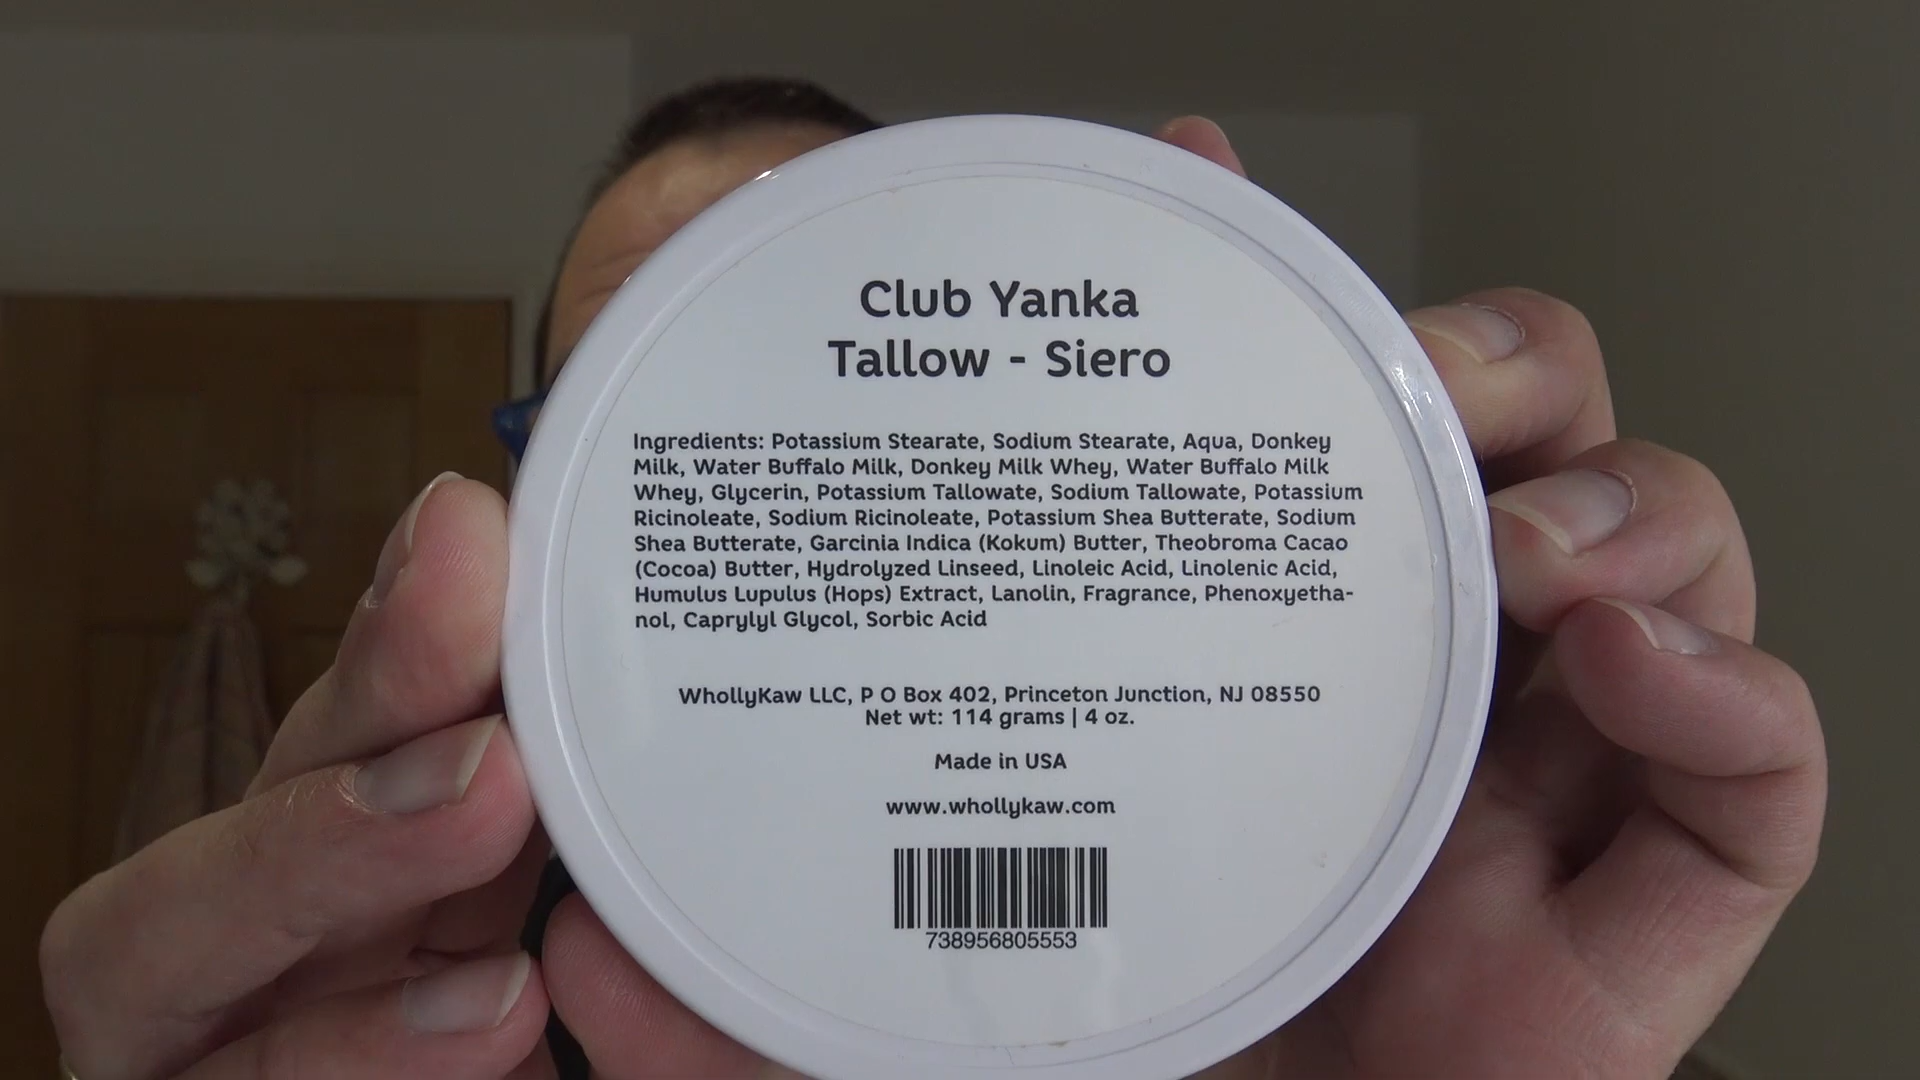 Club Yanka
Tallow - Siero
Ingredients: Potassium Stearate, Sodium Stearate, Aqua, Donkey
Milk, Water Buffalo Milk, Donkey Milk Whey, Water Buffalo Milk
Whey, Glycerin, Potassium Tallowate, Sodium Tallowate, Potassium
Ricinoleate, Sodium Ricinoleate, Potassium Shea Butterate, Sodium
Shea Butterate, Garcinia Indica (Kokum) Butter, Theobroma Cacao
(Cocoa) Butter, Hydrolyzed Linseed, Linoleic Acid, Linolenic Acid,
Humulus Lupulus (Hops) Extract, Lanolin, Fragrance, Phenoxyetha-
nol, Caprylyl Glycol, Sorbic Acid
WhollyKaw LLC, P O Box 402, Princeton Junction, NJ 08550
Net wt: 114 grams | 4 oz.
Made in USA
www.whollykaw.com
738956805553